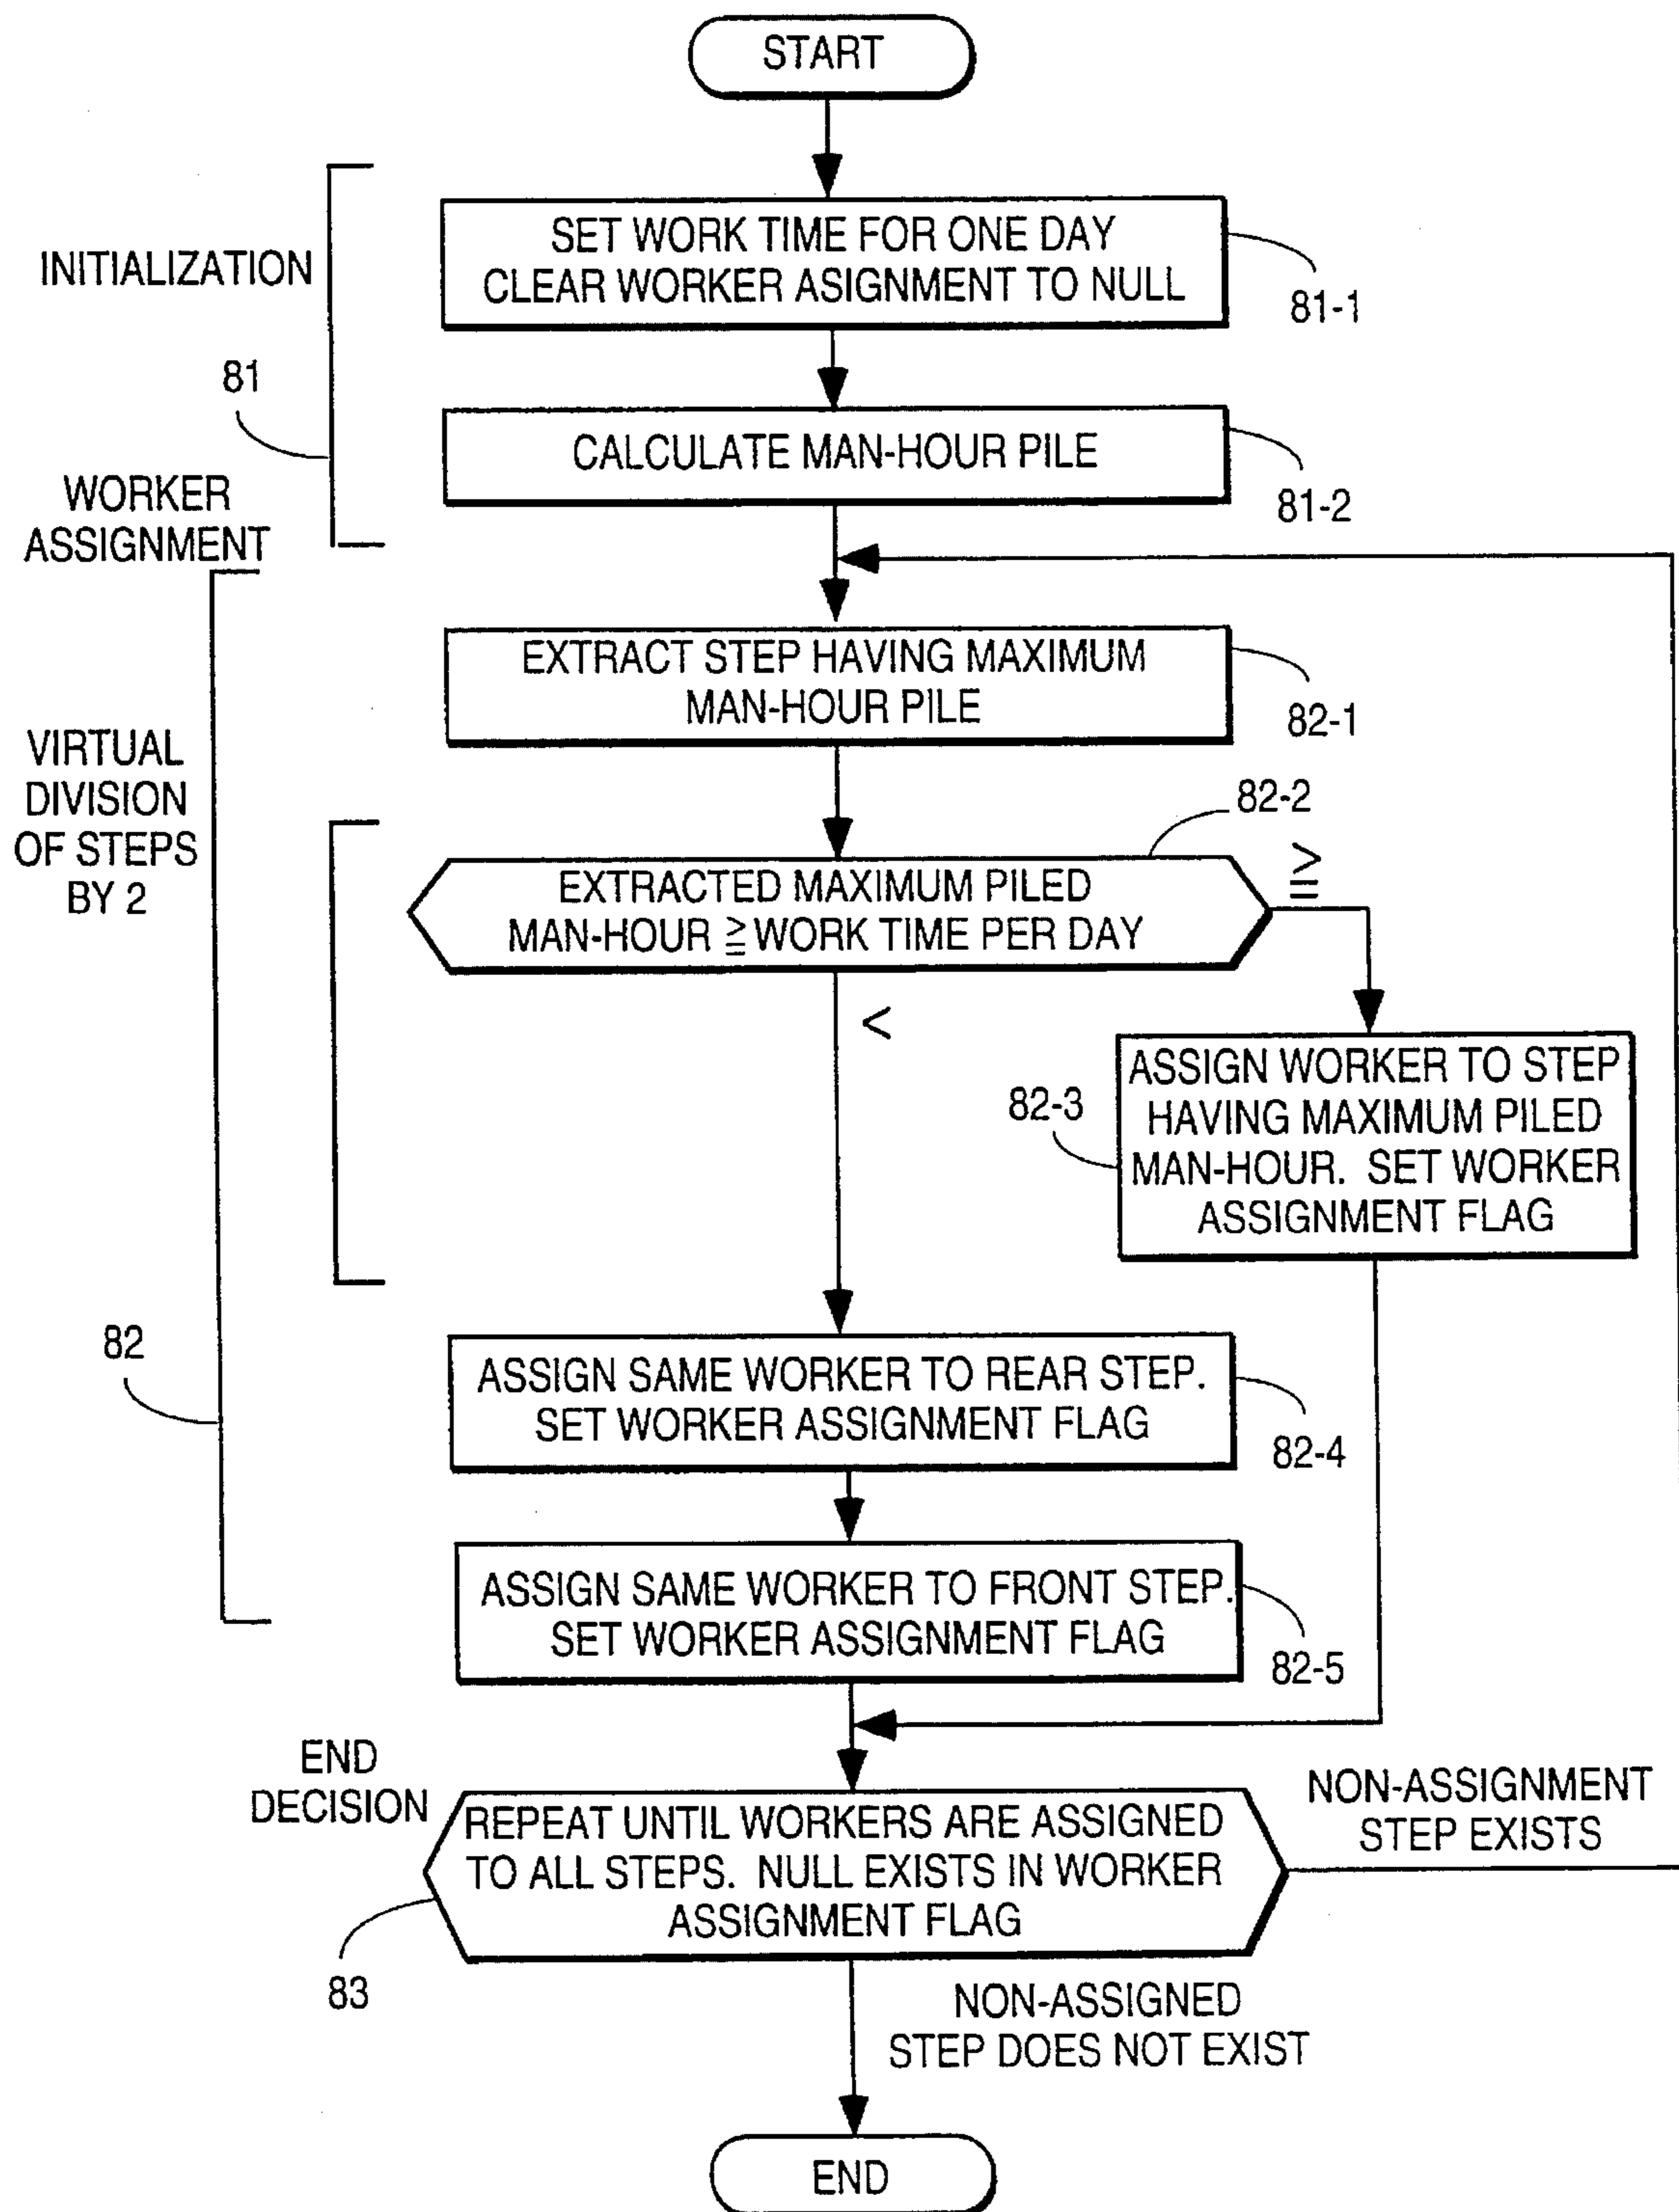 START
INITIALIZATION
SET WORK TIME FOR ONE DAY
CLEAR WORKER ASIGNMENT TO NULL
81-1
81
CALCULATE MAN-HOUR PILE
81-2
WORKER
ASSIGNMENT
EXTRACT STEP HAVING MAXIMUM
MAN-HOUR PILE
82-1
VIRTUAL
DIVISION
OF STEPS
BY 2
82-2
EXTRACTED MAXIMUM PILED
MAN-HOUR ≧ WORK TIME PER DAY
≧
<
82-3
ASSIGN WORKER TO STEP
HAVING MAXIMUM PILED
MAN-HOUR. SET WORKER
ASSIGNMENT FLAG
82
ASSIGN SAME WORKER TO REAR STEP.
SET WORKER ASSIGNMENT FLAG
82-4
ASSIGN SAME WORKER TO FRONT STEP.
SET WORKER ASSIGNMENT FLAG
82-5
END
DECISION
REPEAT UNTIL WORKERS ARE ASSIGNED
TO ALL STEPS. NULL EXISTS IN WORKER
ASSIGNMENT FLAG
NON-ASSIGNMENT
STEP EXISTS
83
NON-ASSIGNED
STEP DOES NOT EXIST
END